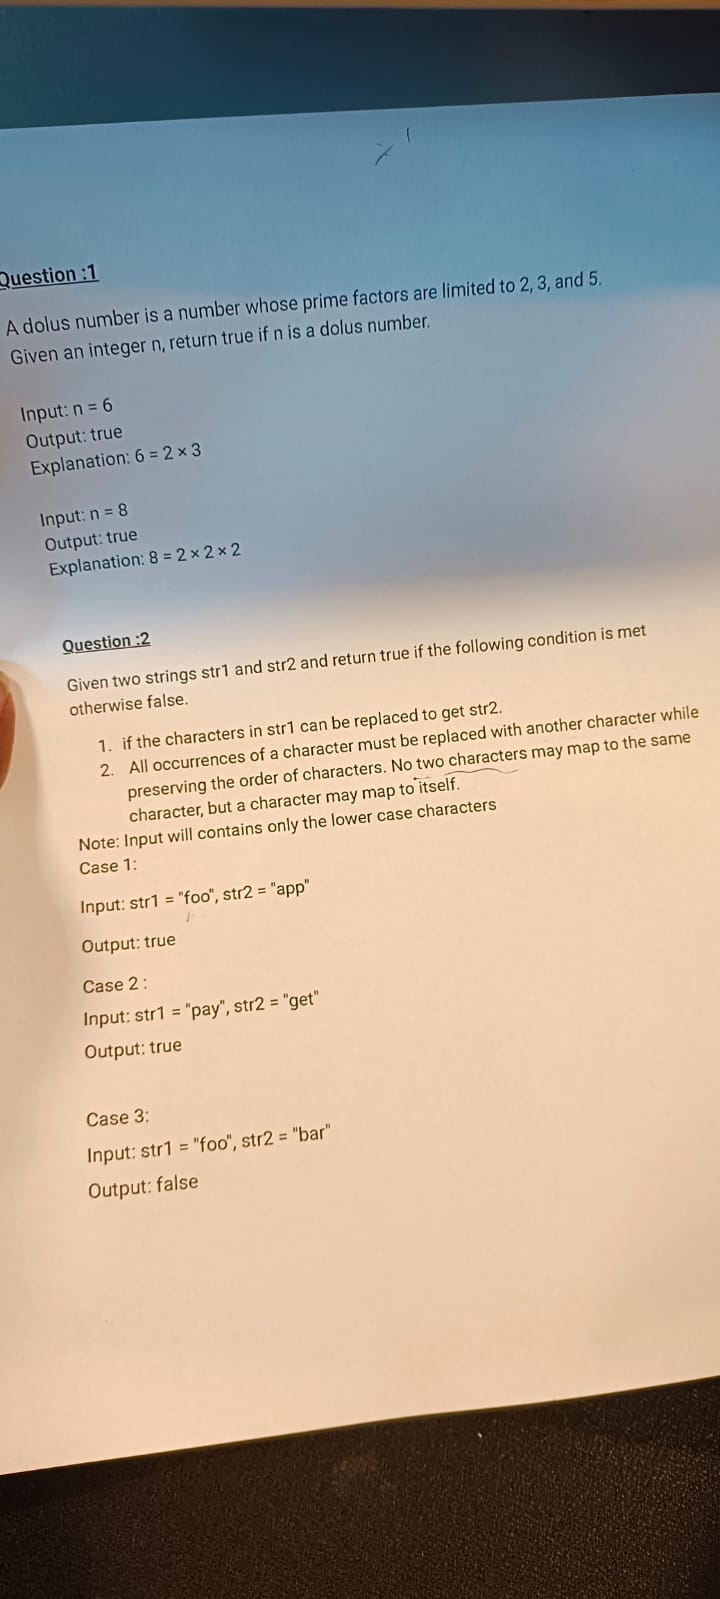 Question :1
A dolus number is a number whose prime factors are limited to 2, 3, and 5.
Given an integer n, return true if n is a dolus number.
Input: n = 6
Output: true
Explanation: 6 = 2 × 3
Input: n = 8
Output: true
Explanation: 8 = 2 × 2 × 2
Question :2
Given two strings str1 and str2 and return true if the following condition is met
otherwise false.
1. if the characters in str1 can be replaced to get str2.
2. All occurrences of a character must be replaced with another character while
preserving the order of characters. No two characters may map to the same
character, but a character may map to itself.
Note: Input will contains only the lower case characters
Case 1:
Input: str1 = "foo", str2 = "app"
Output: true
Case 2 :
Input: str1 = "pay", str2 = "get"
Output: true
Case 3:
Input: str1 = "foo", str2 = "bar"
Output: false